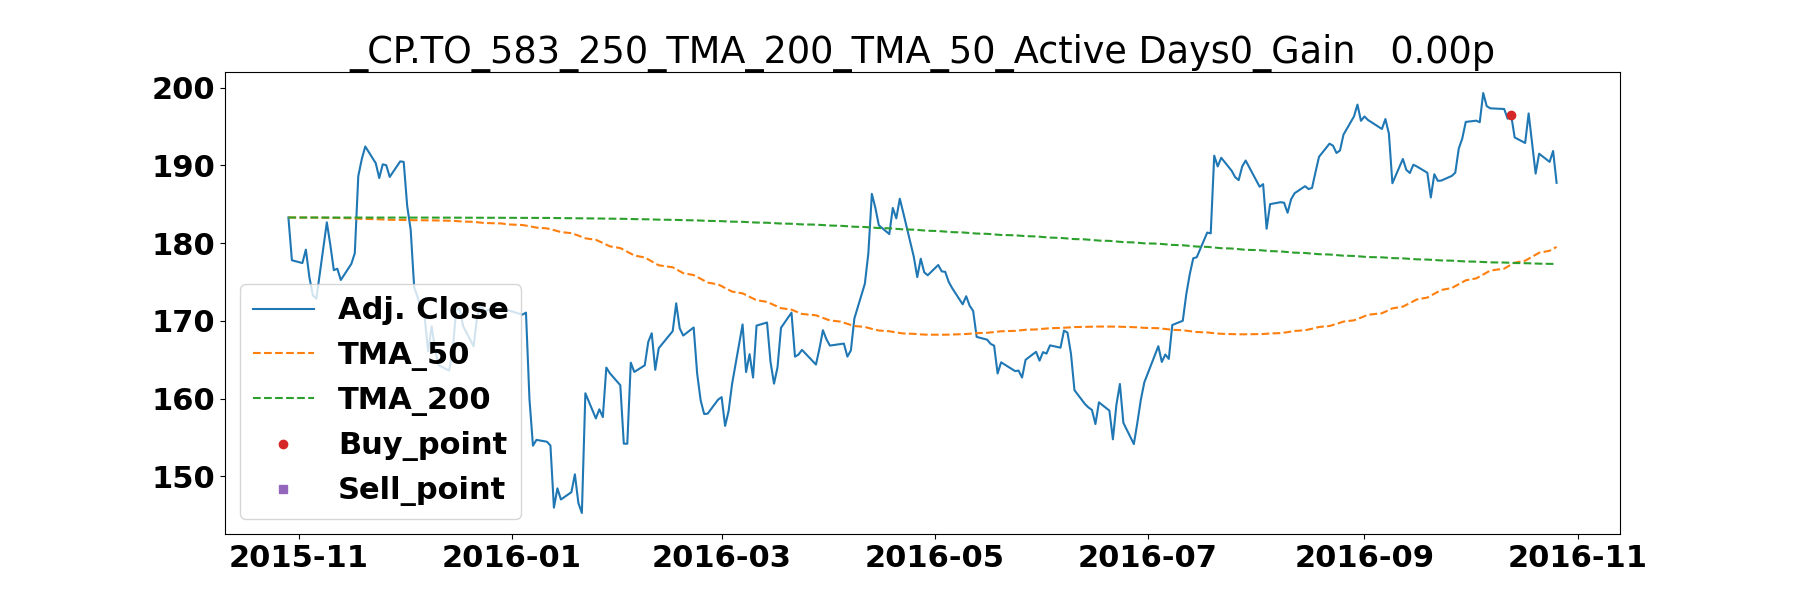 _CP.TO_583_250_TMA_200_TMA_50_Active Days0_Gain   0.00p
200
190
180
170
160
150
Adj. Close
TMA_50
TMA_200
Buy_point
Sell_point
2015-11 2016-01 2016-03 2016-05 2016-07 2016-09 2016-11